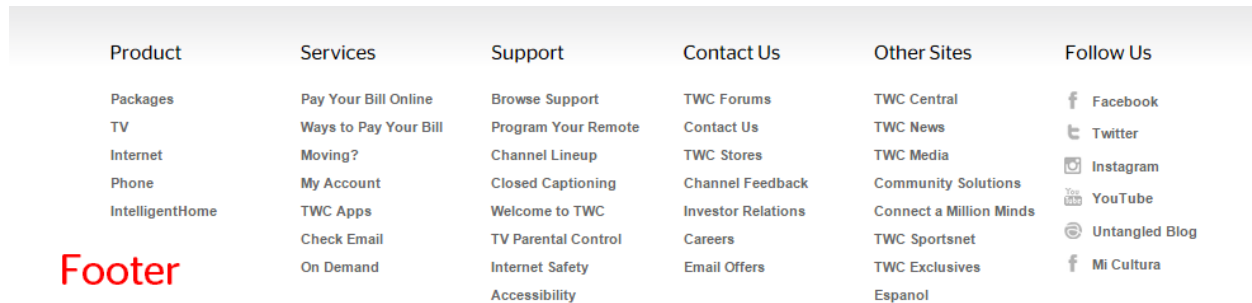 Product
Packages
TV
Internet
Phone
IntelligentHome
Services
Pay Your Bill Online
Ways to Pay Your Bill
Moving?
My Account
TWC Apps
Check Email
On Demand
Support
Browse Support
Program Your Remote
Channel Lineup
Closed Captioning
Welcome to TWC
TV Parental Control
Internet Safety
Accessibility
Contact Us
TWC Forums
Contact Us
TWC Stores
Channel Feedback
Investor Relations
Careers
Email Offers
Other Sites
TWC Central
TWC News
TWC Media
Community Solutions
Connect a Million Minds
TWC Sportsnet
TWC Exclusives
Espanol
Follow Us
Facebook
Twitter
Instagram
You Tube
YouTube
Untangled Blog
Mi Cultura
Footer